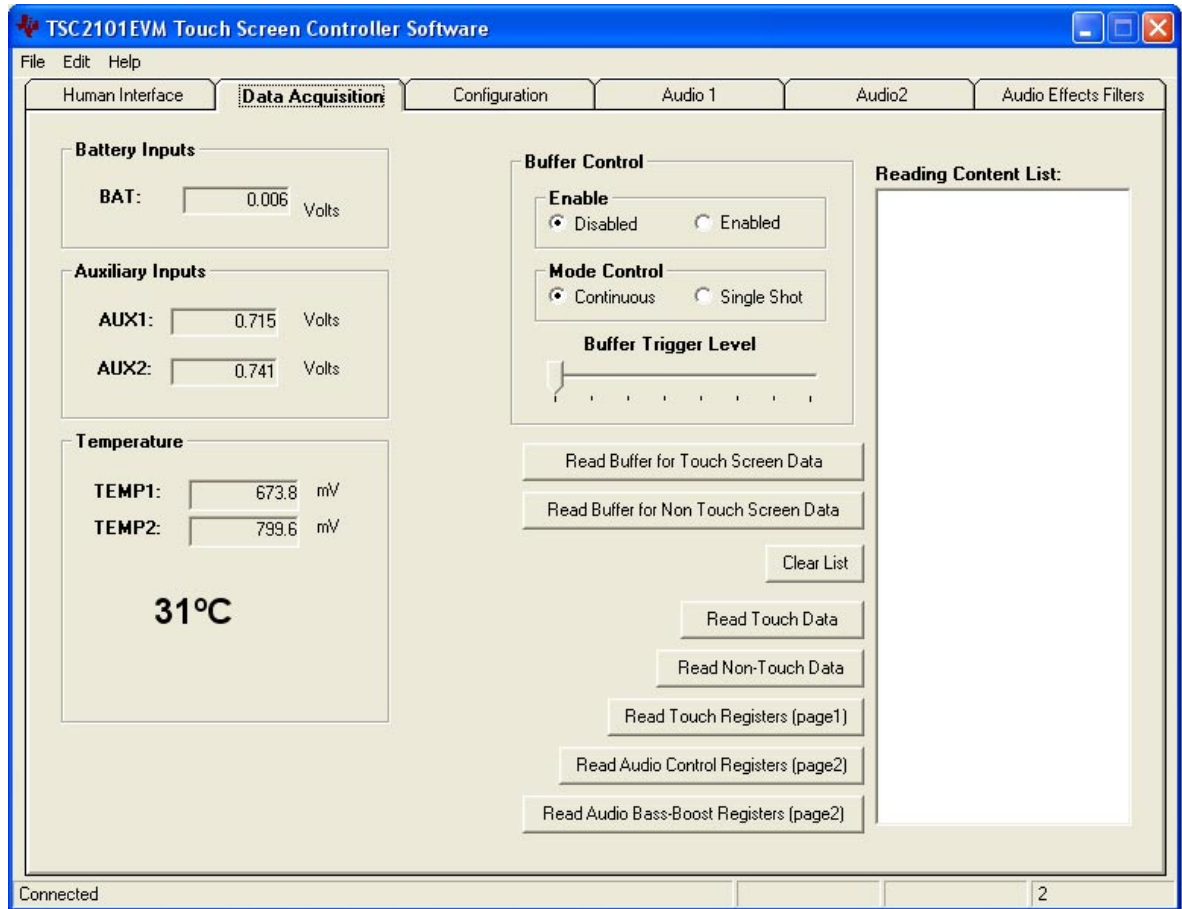 TSC2101EVM Touch Screen Controller Software
File Edit Help
Human Interface Data Acquisition Configuration Audio 1 Audio2 Audio Effects Filters
Battery Inputs
BAT: 0.006 Volts
Auxiliary Inputs
AUX1: 0.715 Volts
AUX2: 0.741 Volts
Temperature
TEMP1: 673.8 mV
TEMP2: 799.6 mV
31ºC
Buffer Control
Enable
Disabled Enabled
Mode Control
Continuous Single Shot
Buffer Trigger Level
Read Buffer for Touch Screen Data
Read Buffer for Non Touch Screen Data
Clear List
Read Touch Data
Read Non-Touch Data
Read Touch Registers (page1)
Read Audio Control Registers (page2)
Read Audio Bass-Boost Registers (page2)
Reading Content List:
Connected 2